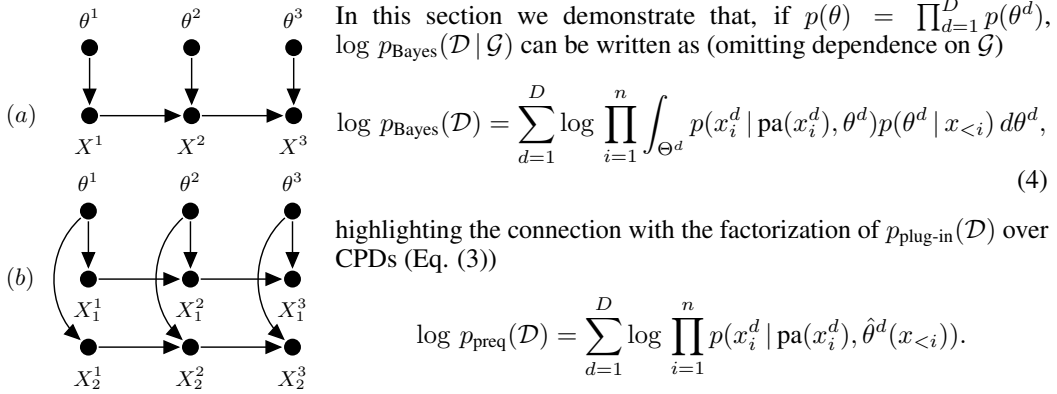 θ^1 θ^2 θ^3
(a)
X^1 X^2 X^3
θ^1 θ^2 θ^3
(b)
X_1^1 X_1^2 X_1^3
X_2^1 X_2^2 X_2^3
In this section we demonstrate that, if p(θ) = ∏_{d=1}^{D} p(θ^d),
log p_Bayes(𝒟 | 𝒢) can be written as (omitting dependence on 𝒢)
log p_Bayes(𝒟) = ∑_{d=1}^{D} log ∏_{i=1}^{n} ∫_{Θ^d} p(x_i^d | pa(x_i^d), θ^d)p(θ^d | x_{<i}) dθ^d,
(4)
highlighting the connection with the factorization of p_plug-in(𝒟) over
CPDs (Eq. (3))
log p_preq(𝒟) = ∑_{d=1}^{D} log ∏_{i=1}^{n} p(x_i^d | pa(x_i^d), θ̂^d(x_{<i})).